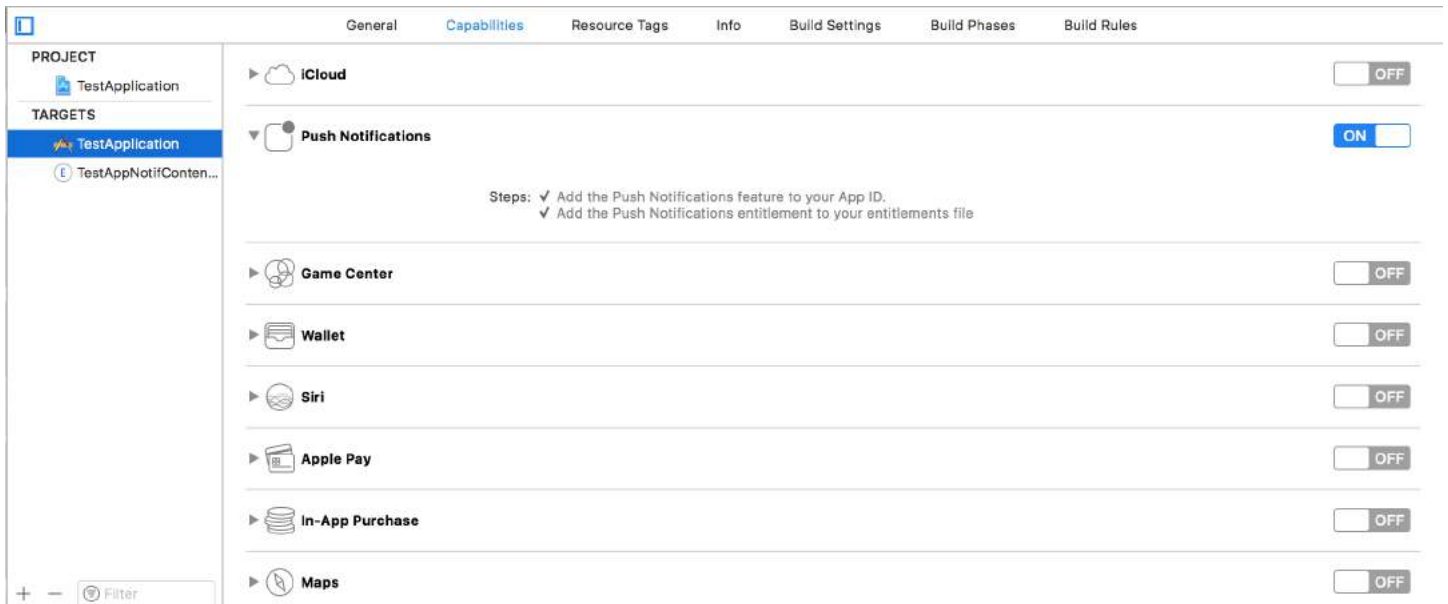 General Capabilities Resource Tags Info Build Settings Build Phases Build Rules
PROJECT
TestApplication
TARGETS
TestApplication
E TestAppNotifConten...
iCloud OFF
Push Notifications ON
Steps: ✓ Add the Push Notifications feature to your App ID.
✓ Add the Push Notifications entitlement to your entitlements file
Game Center OFF
Wallet OFF
Siri OFF
Apple Pay OFF
In-App Purchase OFF
Maps OFF
+ − Filter